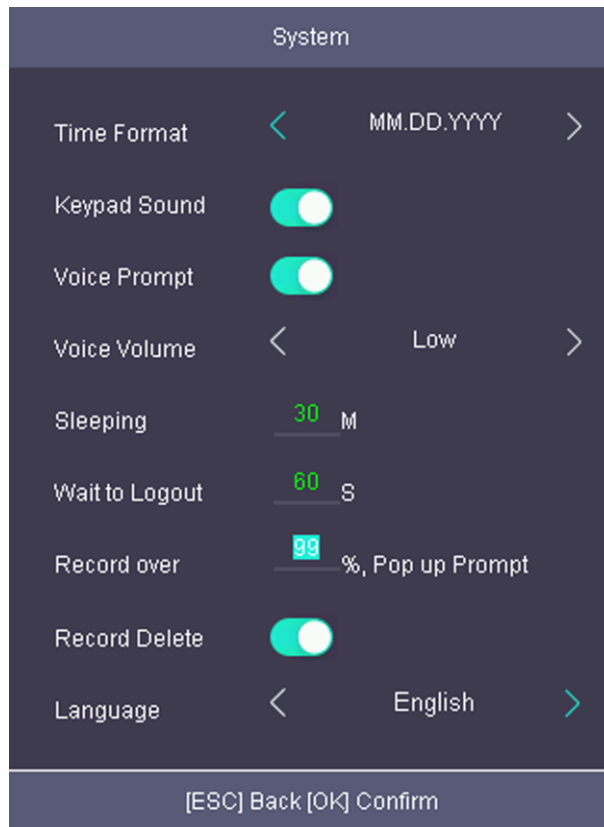 System
Time Format < MM.DD.YYYY >
Keypad Sound
Voice Prompt
Voice Volume < Low >
Sleeping 30 M
Wait to Logout 60 S
Record over 99 %, Pop up Prompt
Record Delete
Language < English >
[ESC] Back [OK] Confirm